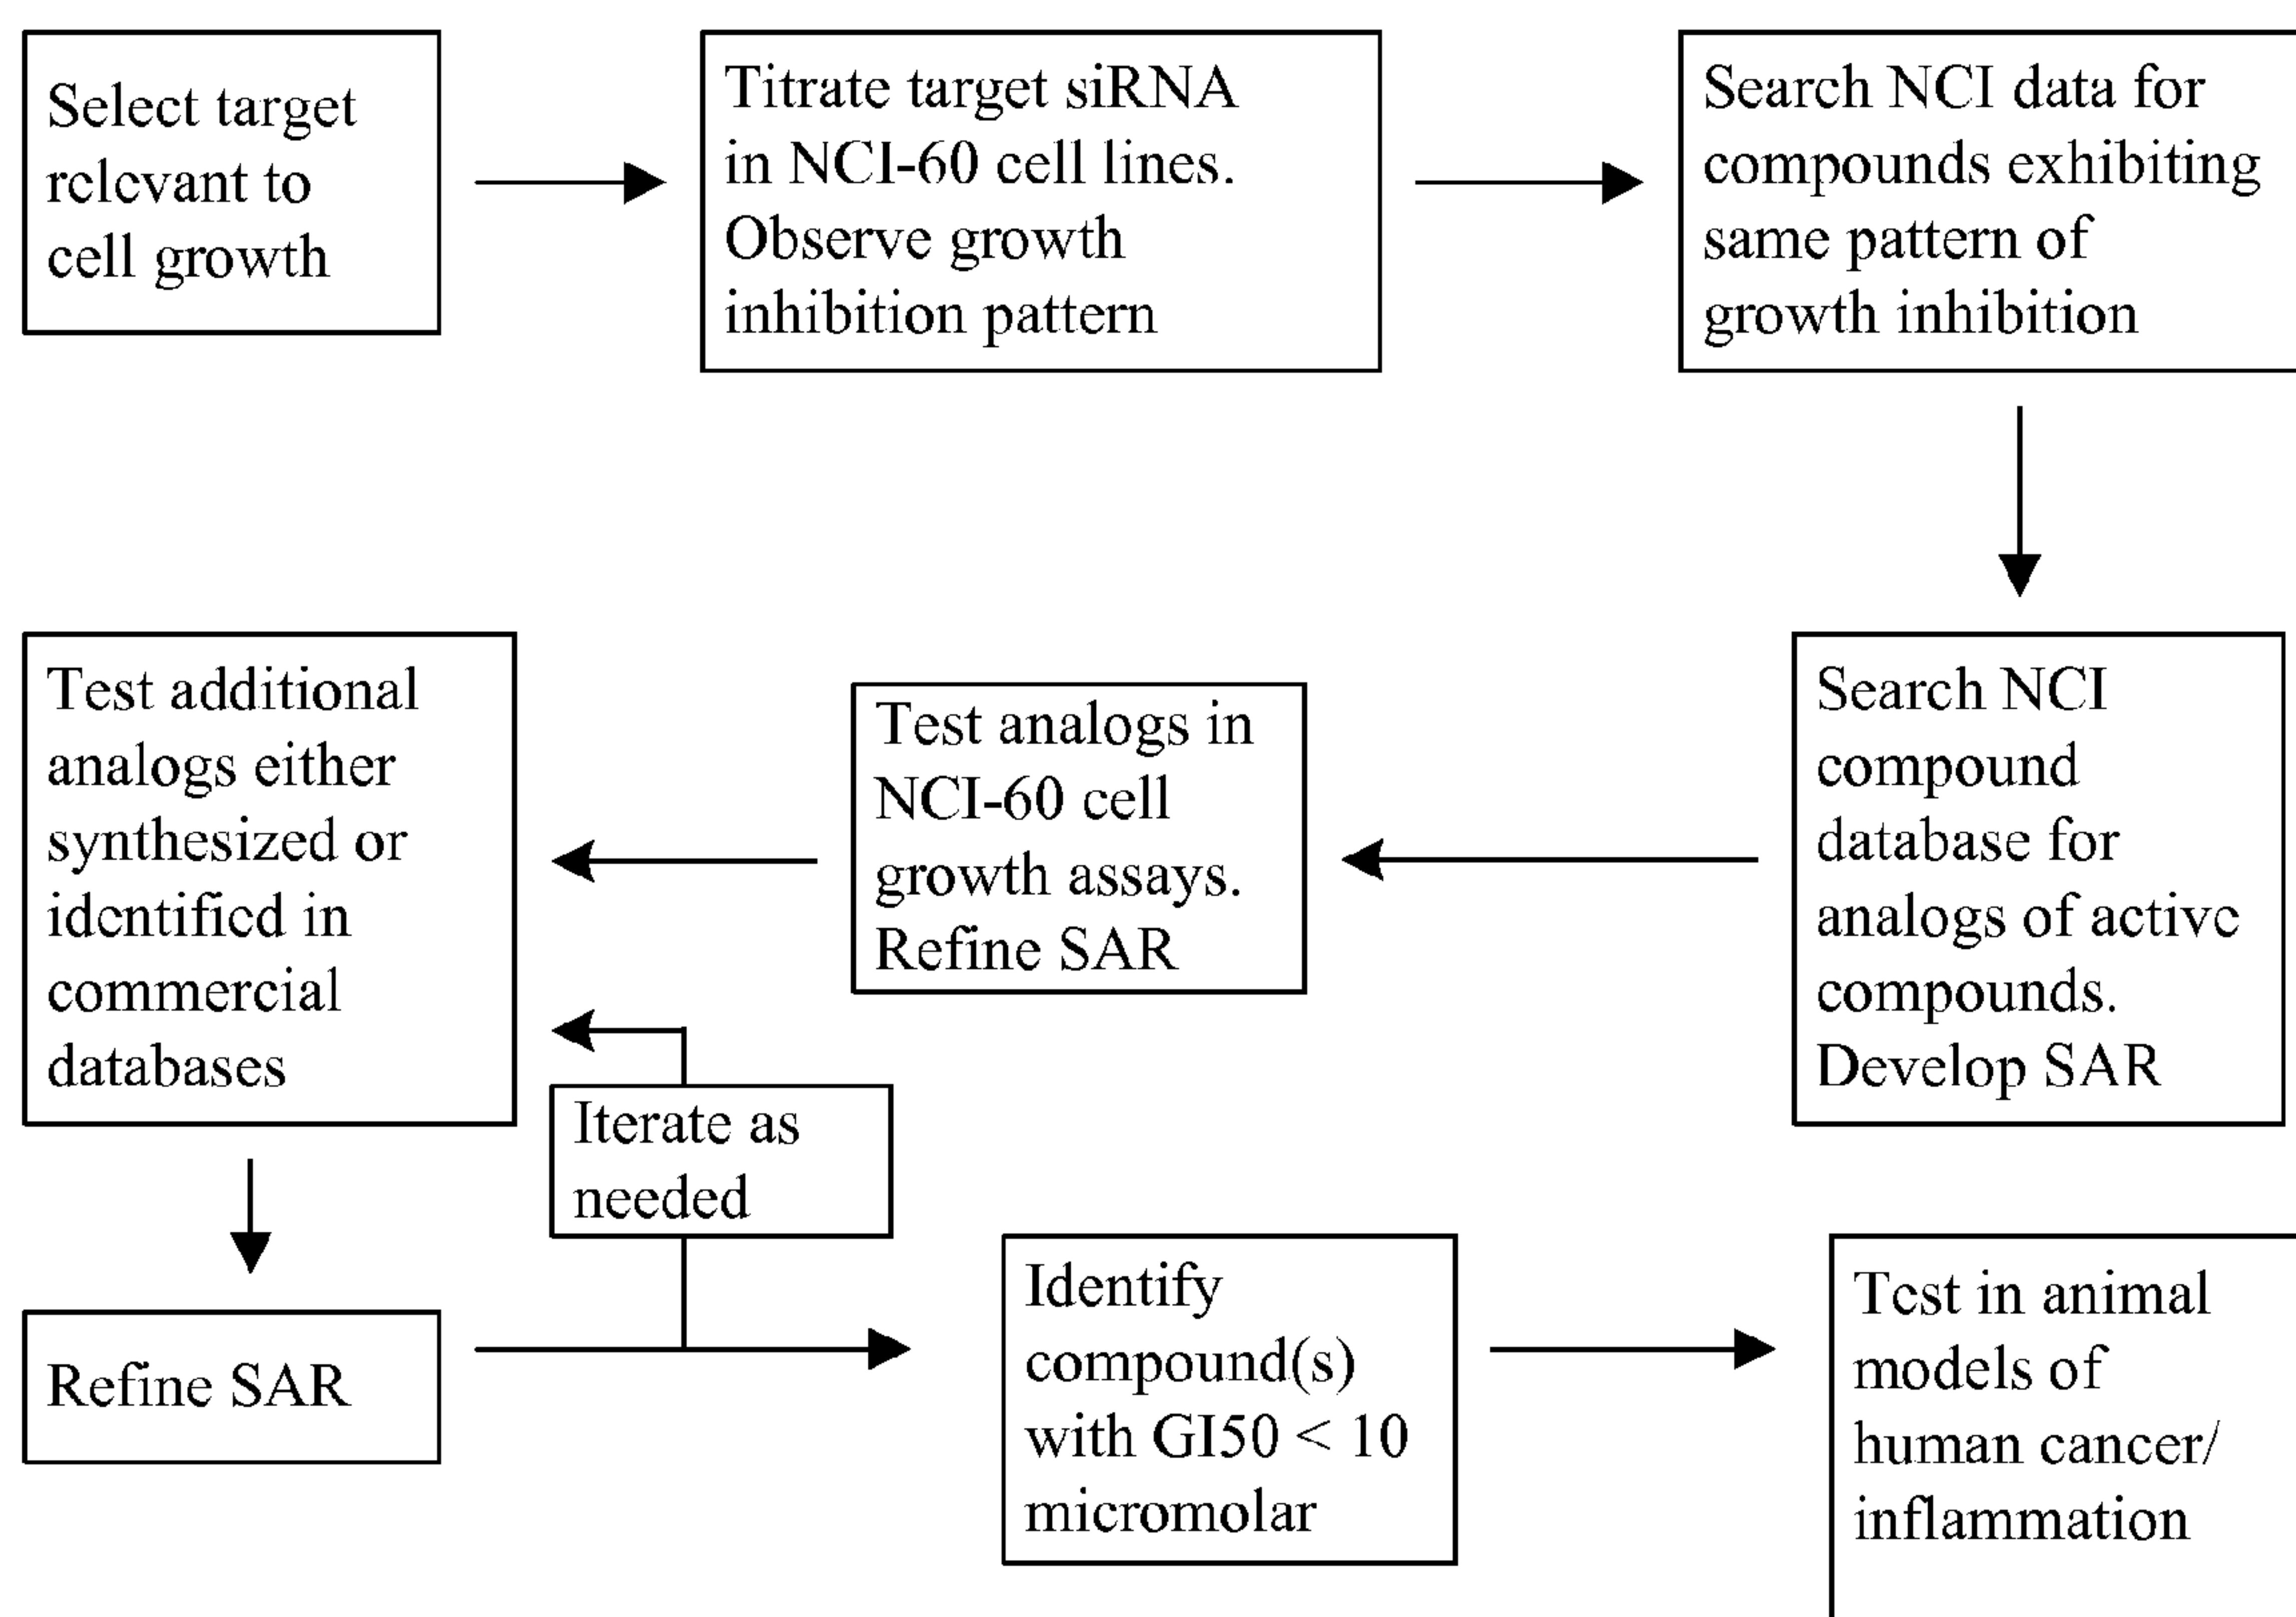 Select target
relevant to
cell growth
Titrate target siRNA
in NCI-60 cell lines.
Observe growth
inhibition pattern
Search NCI data for
compounds exhibiting
same pattern of
growth inhibition
Search NCI
compound
database for
analogs of active
compounds.
Develop SAR
Test analogs in
NCI-60 cell
growth assays.
Refine SAR
Test additional
analogs either
synthesized or
identified in
commercial
databases
Refine SAR
Iterate as
needed
Identify
compound(s)
with GI50 < 10
micromolar
Test in animal
models of
human cancer/
inflammation